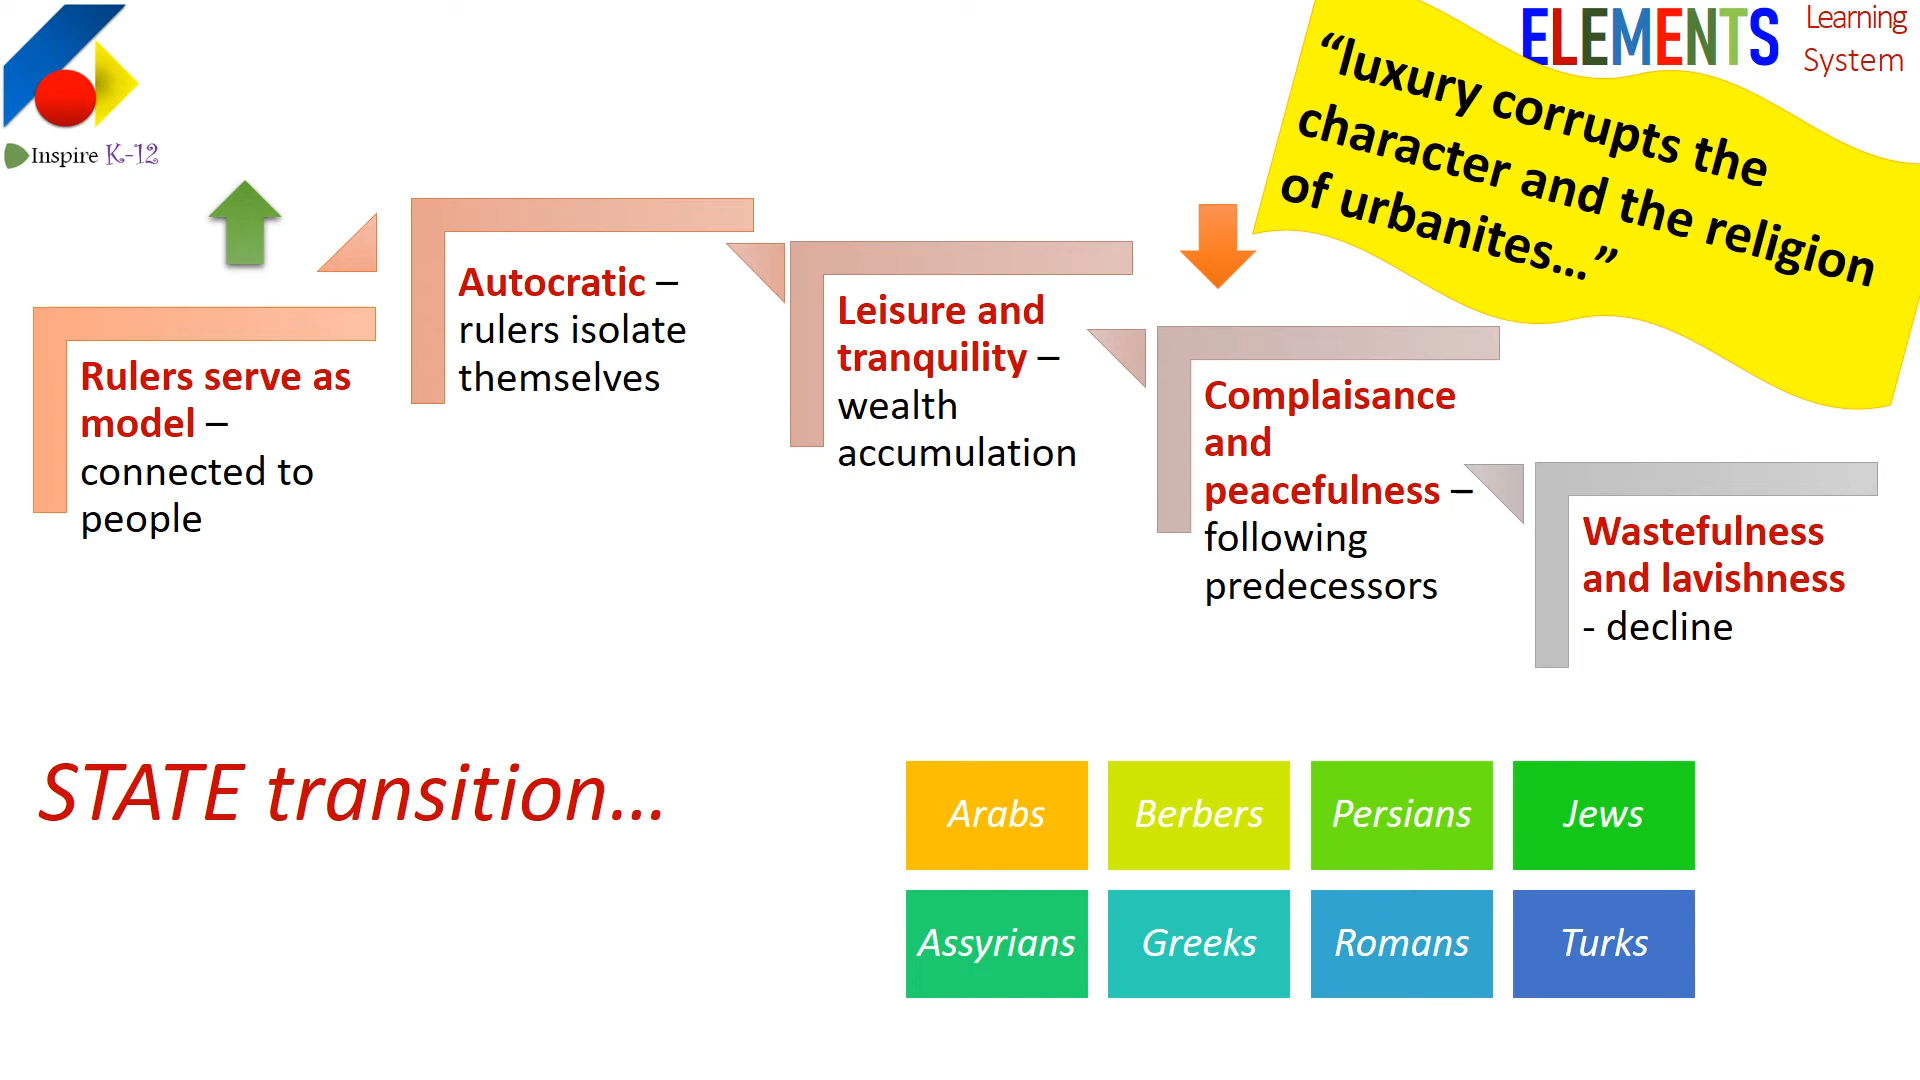 Inspire K-12
ELEMENTS
Learning
System
“luxury corrupts the
character and the religion
of urbanites...”
Rulers serve as
model –
connected to
people
Autocratic –
rulers isolate
themselves
Leisure and
tranquility –
wealth
accumulation
Complaisance
and
peacefulness –
following
predecessors
Wastefulness
and lavishness
- decline
STATE transition...
Arabs Berbers Persians Jews
Assyrians Greeks Romans Turks